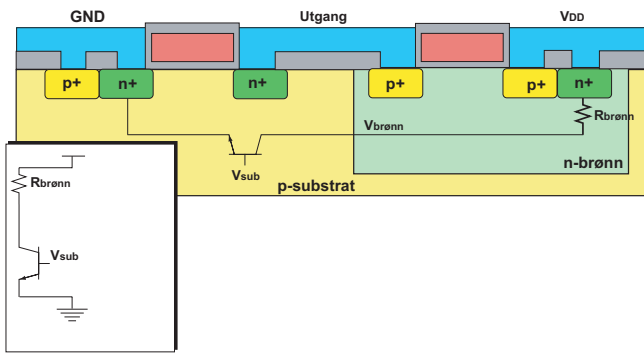 GND Utgang VDD
p+ n+ n+ p+ p+ n+
Vbrønn Rbrønn
Vsub
n-brønn
p-substrat
Rbrønn
Vsub